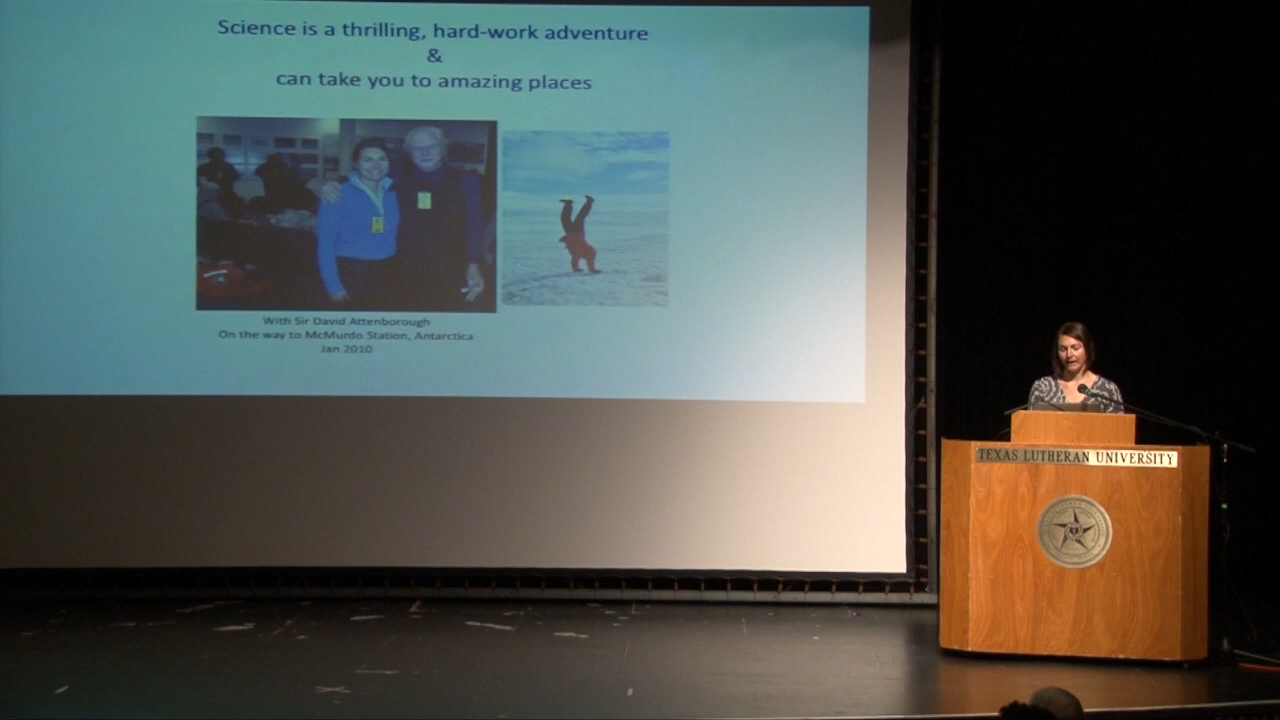 Science is a thrilling, hard-work adventure
&
can take you to amazing places
With Sir David Attenborough
On the way to McMurdo Station, Antarctica
Jan 2010
TEXAS LUTHERAN UNIVERSITY